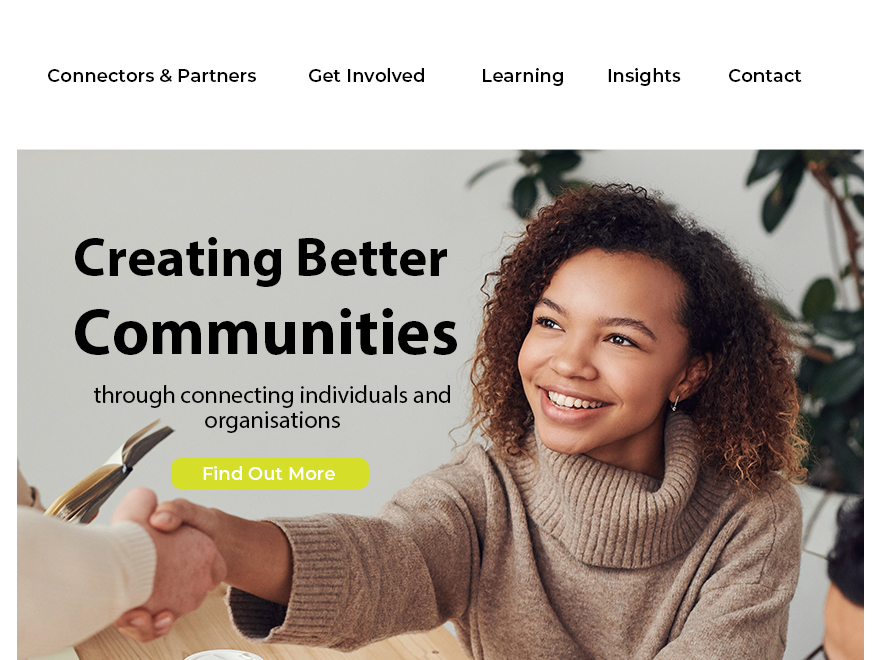 Connectors & Partners Get Involved Learning Insights Contact
Creating Better
Communities
through connecting individuals and
organisations
Find Out More